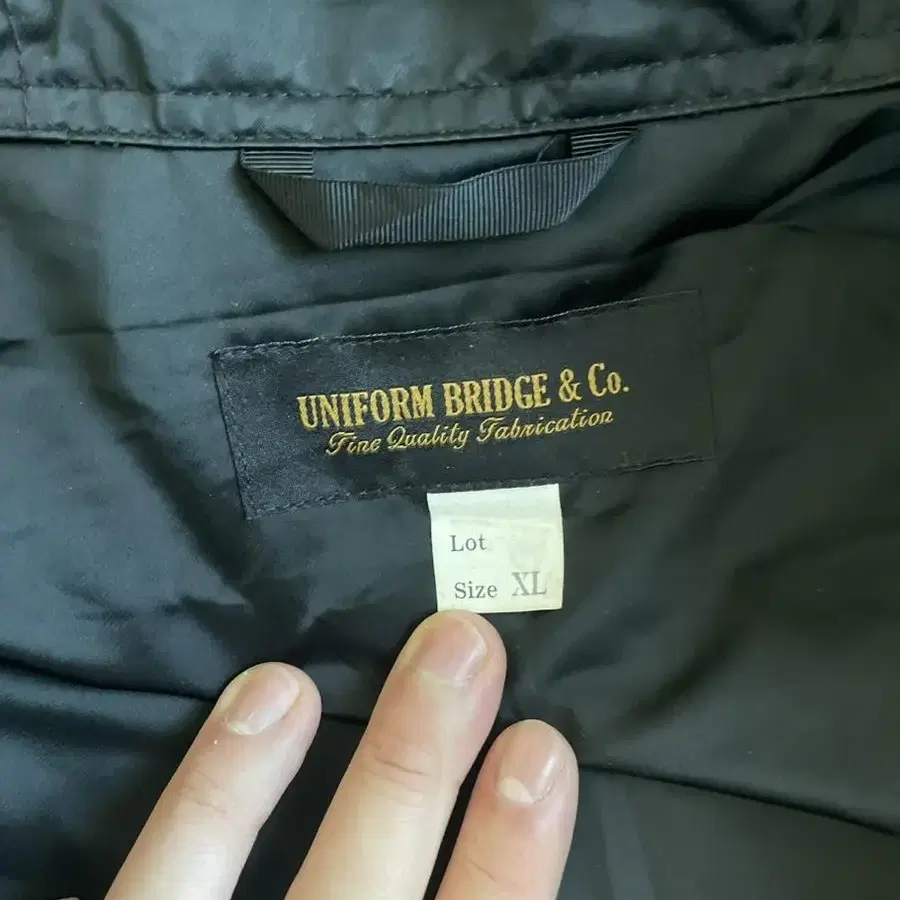 UNIFORM BRIDGE & Co.
Fine Quality Fabrication
Lot
Size XL